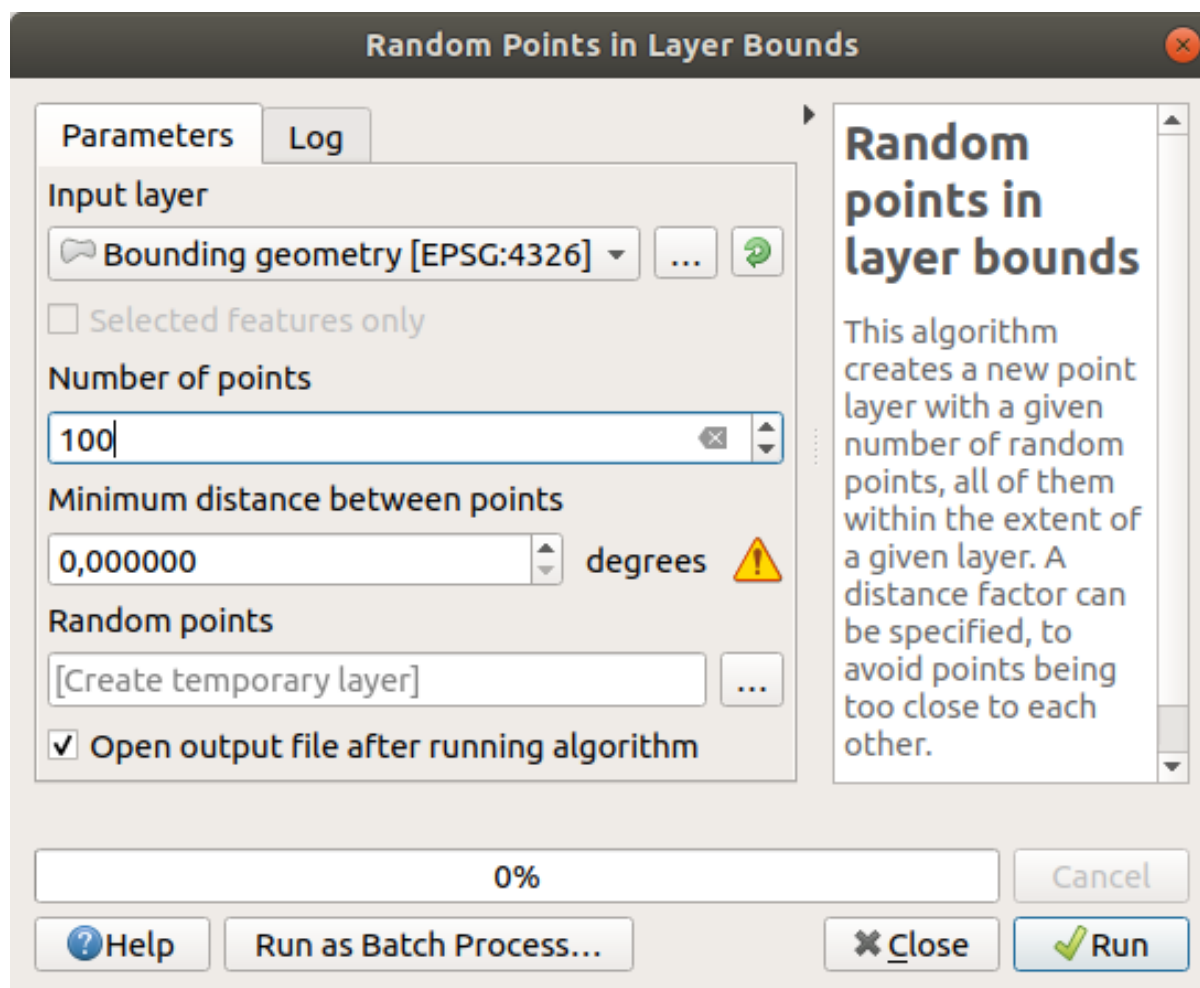 Random Points in Layer Bounds
Parameters
Log
Input layer
Bounding geometry [EPSG:4326]
...
Selected features only
Number of points
100
Minimum distance between points
0,000000
degrees
Random points
[Create temporary layer]
...
Open output file after running algorithm
Random
points in
layer bounds
This algorithm
creates a new point
layer with a given
number of random
points, all of them
within the extent of
a given layer. A
distance factor can
be specified, to
avoid points being
too close to each
other.
0%
Cancel
Help
Run as Batch Process...
Close
Run